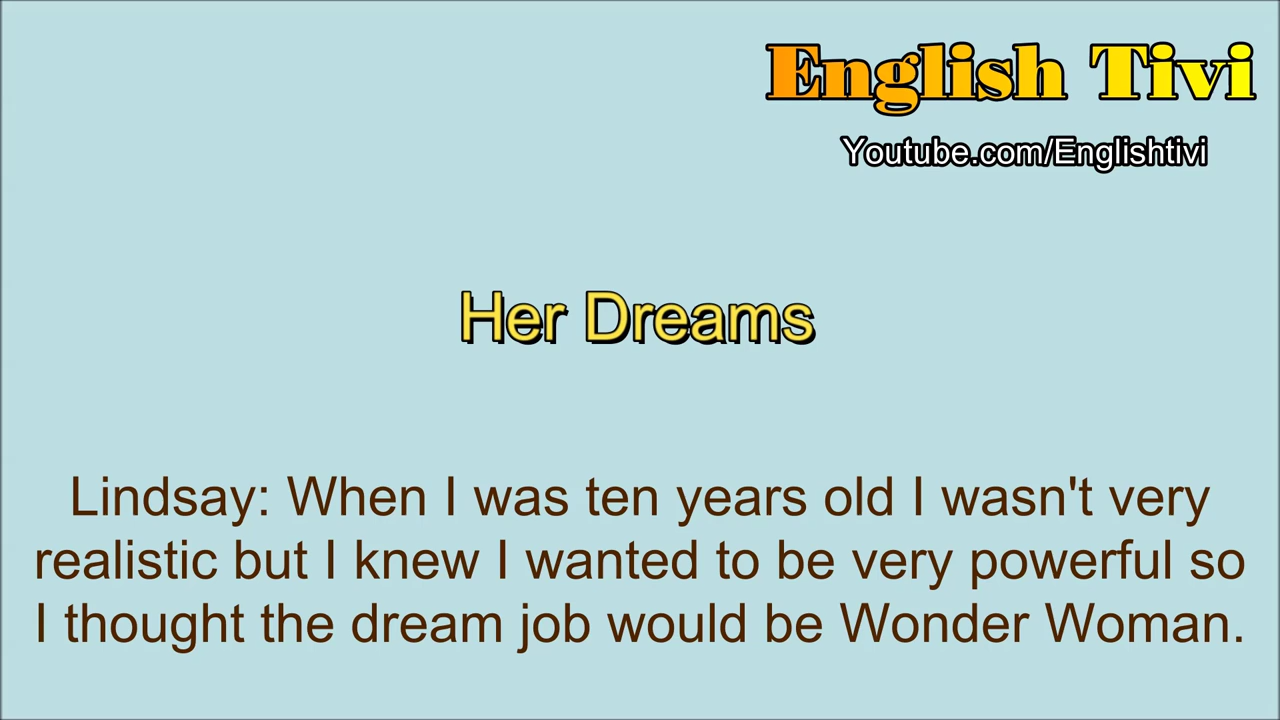 English Tivi
Youtube.com/Englishtivi
Her Dreams
Lindsay: When I was ten years old I wasn't very
realistic but I knew I wanted to be very powerful so
I thought the dream job would be Wonder Woman.